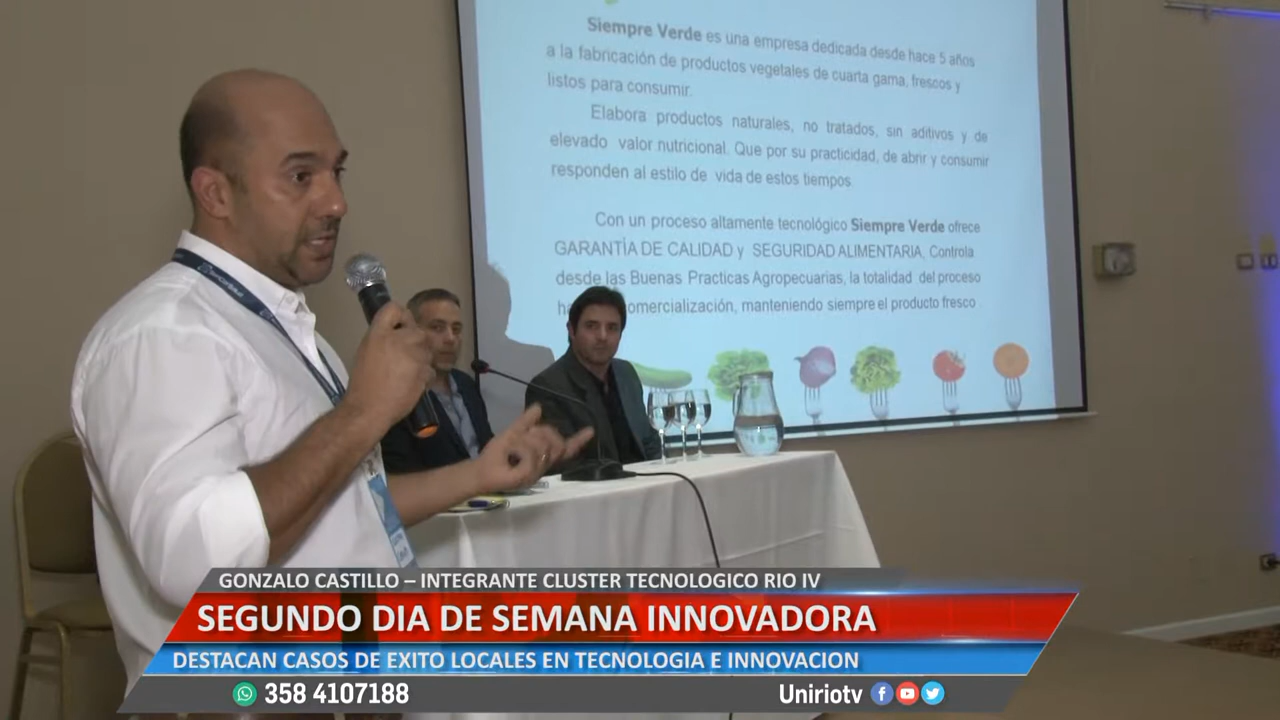 Siempre Verde es una empresa dedicada desde hace 5 años
a la fabricación de productos vegetales de cuarta gama, frescos y
listos para consumir.
Elabora productos naturales, no tratados, sin aditivos y de
elevado valor nutricional. Que por su practicidad, de abrir y consumir
responden al estilo de vida de estos tiempos
Con un proceso altamente tecnológico Siempre Verde ofrece
GARANTÍA DE CALIDAD y SEGURIDAD ALIMENTARIA, Controla
desde las Buenas Practicas Agropecuarias, la totalidad del proceso
omercialización, manteniendo siempre el producto fresco
GONZALO CASTILLO – INTEGRANTE CLUSTER TECNOLOGICO RIO IV
SEGUNDO DIA DE SEMANA INNOVADORA
DESTACAN CASOS DE EXITO LOCALES EN TECNOLOGIA E INNOVACION
358 4107188
Uniriotv